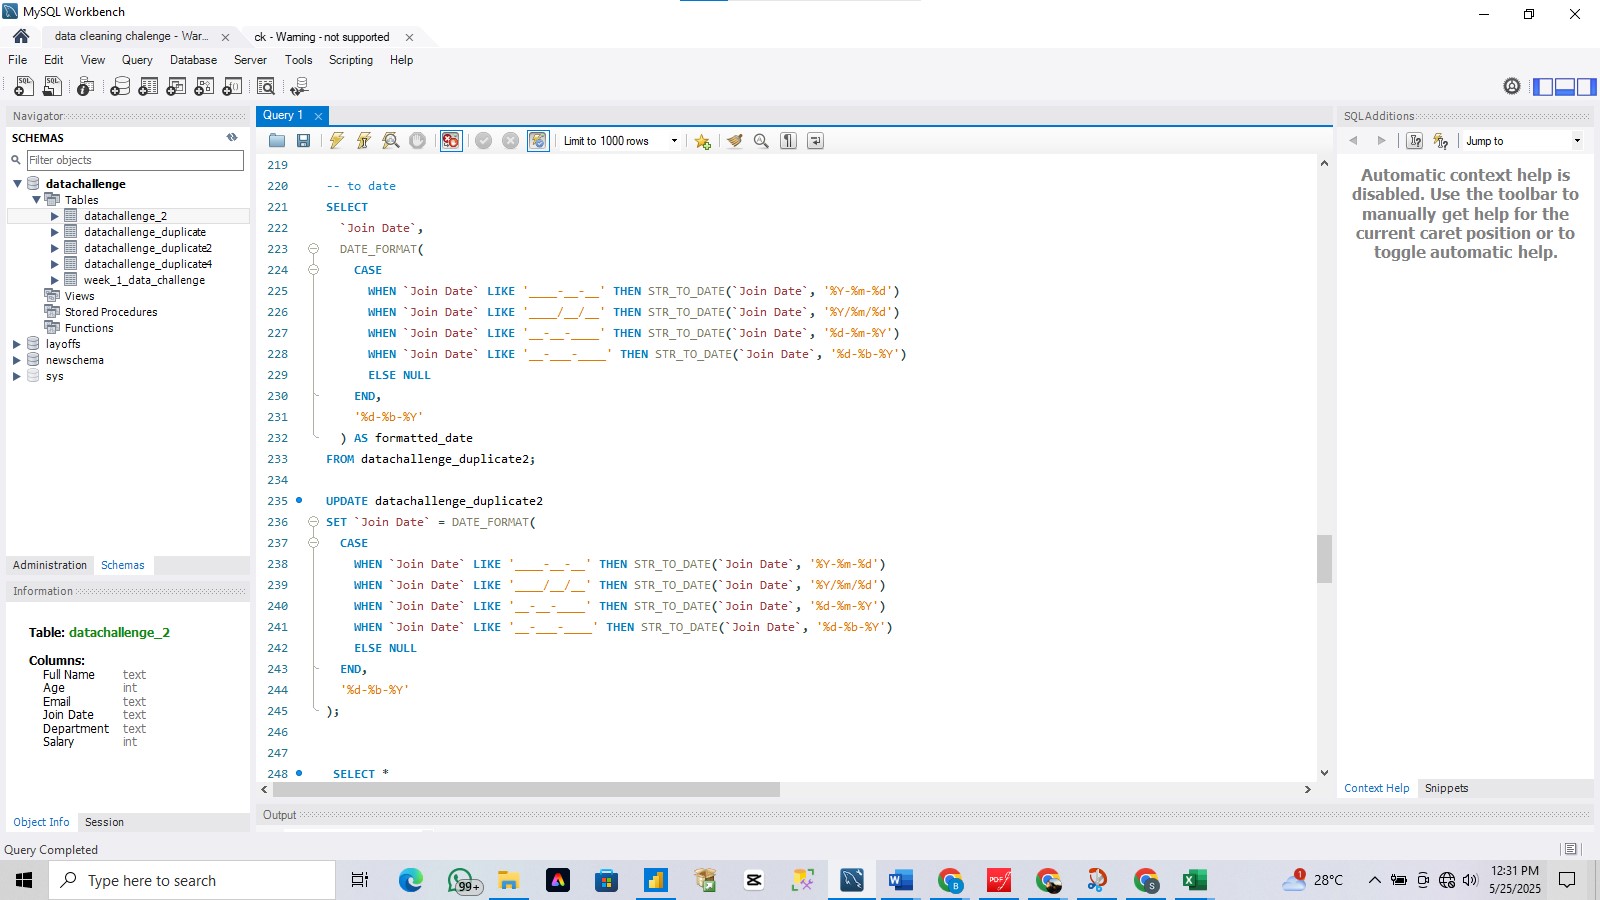 MySQL Workbench
data cleaning chalenge - War...
ck - Warning - not supported
File Edit View Query Database Server Tools Scripting Help
Navigator
SCHEMAS
Filter objects
datachallenge
Tables
datachallenge_2
datachallenge_duplicate
datachallenge_duplicate2
datachallenge_duplicate4
week_1_data_challenge
Views
Stored Procedures
Functions
layoffs
newschema
sys
Administration Schemas
Information
Table: datachallenge_2
Columns:
Full Name text
Age int
Email text
Join Date text
Department text
Salary int
Object Info Session
Query 1
Limit to 1000 rows
219
220 -- to date
221 SELECT
222 `Join Date`,
223 DATE_FORMAT(
224 CASE
225 WHEN `Join Date` LIKE '____-__-__' THEN STR_TO_DATE(`Join Date`, '%Y-%m-%d')
226 WHEN `Join Date` LIKE '____/__/__' THEN STR_TO_DATE(`Join Date`, '%Y/%m/%d')
227 WHEN `Join Date` LIKE '__-__-____' THEN STR_TO_DATE(`Join Date`, '%d-%m-%Y')
228 WHEN `Join Date` LIKE '__-___-____' THEN STR_TO_DATE(`Join Date`, '%d-%b-%Y')
229 ELSE NULL
230 END,
231 '%d-%b-%Y'
232 ) AS formatted_date
233 FROM datachallenge_duplicate2;
234
235 UPDATE datachallenge_duplicate2
236 SET `Join Date` = DATE_FORMAT(
237 CASE
238 WHEN `Join Date` LIKE '____-__-__' THEN STR_TO_DATE(`Join Date`, '%Y-%m-%d')
239 WHEN `Join Date` LIKE '____/__/__' THEN STR_TO_DATE(`Join Date`, '%Y/%m/%d')
240 WHEN `Join Date` LIKE '__-__-____' THEN STR_TO_DATE(`Join Date`, '%d-%m-%Y')
241 WHEN `Join Date` LIKE '__-___-____' THEN STR_TO_DATE(`Join Date`, '%d-%b-%Y')
242 ELSE NULL
243 END,
244 '%d-%b-%Y'
245 );
246
247
248 SELECT *
Output
SQLAdditions
Jump to
Automatic context help is
disabled. Use the toolbar to
manually get help for the
current caret position or to
toggle automatic help.
Context Help Snippets
Query Completed
Type here to search
99+
28°C
12:31 PM
5/25/2025